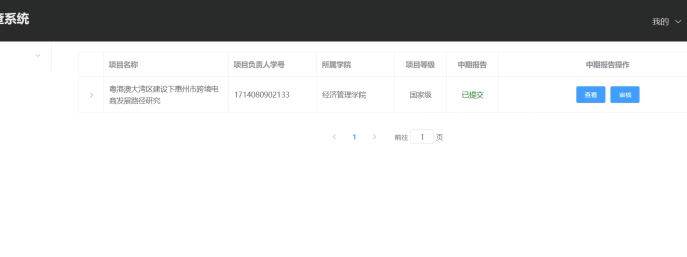 系统
我的
项目名称 项目负责人学号 所属学院 项目等级 中期报告 中期报告操作
粤港澳大湾区建设下惠州市跨境电
商发展路径研究
1714080902133 经济管理学院 国家级 已提交 查看 审核
1 前往 1 页